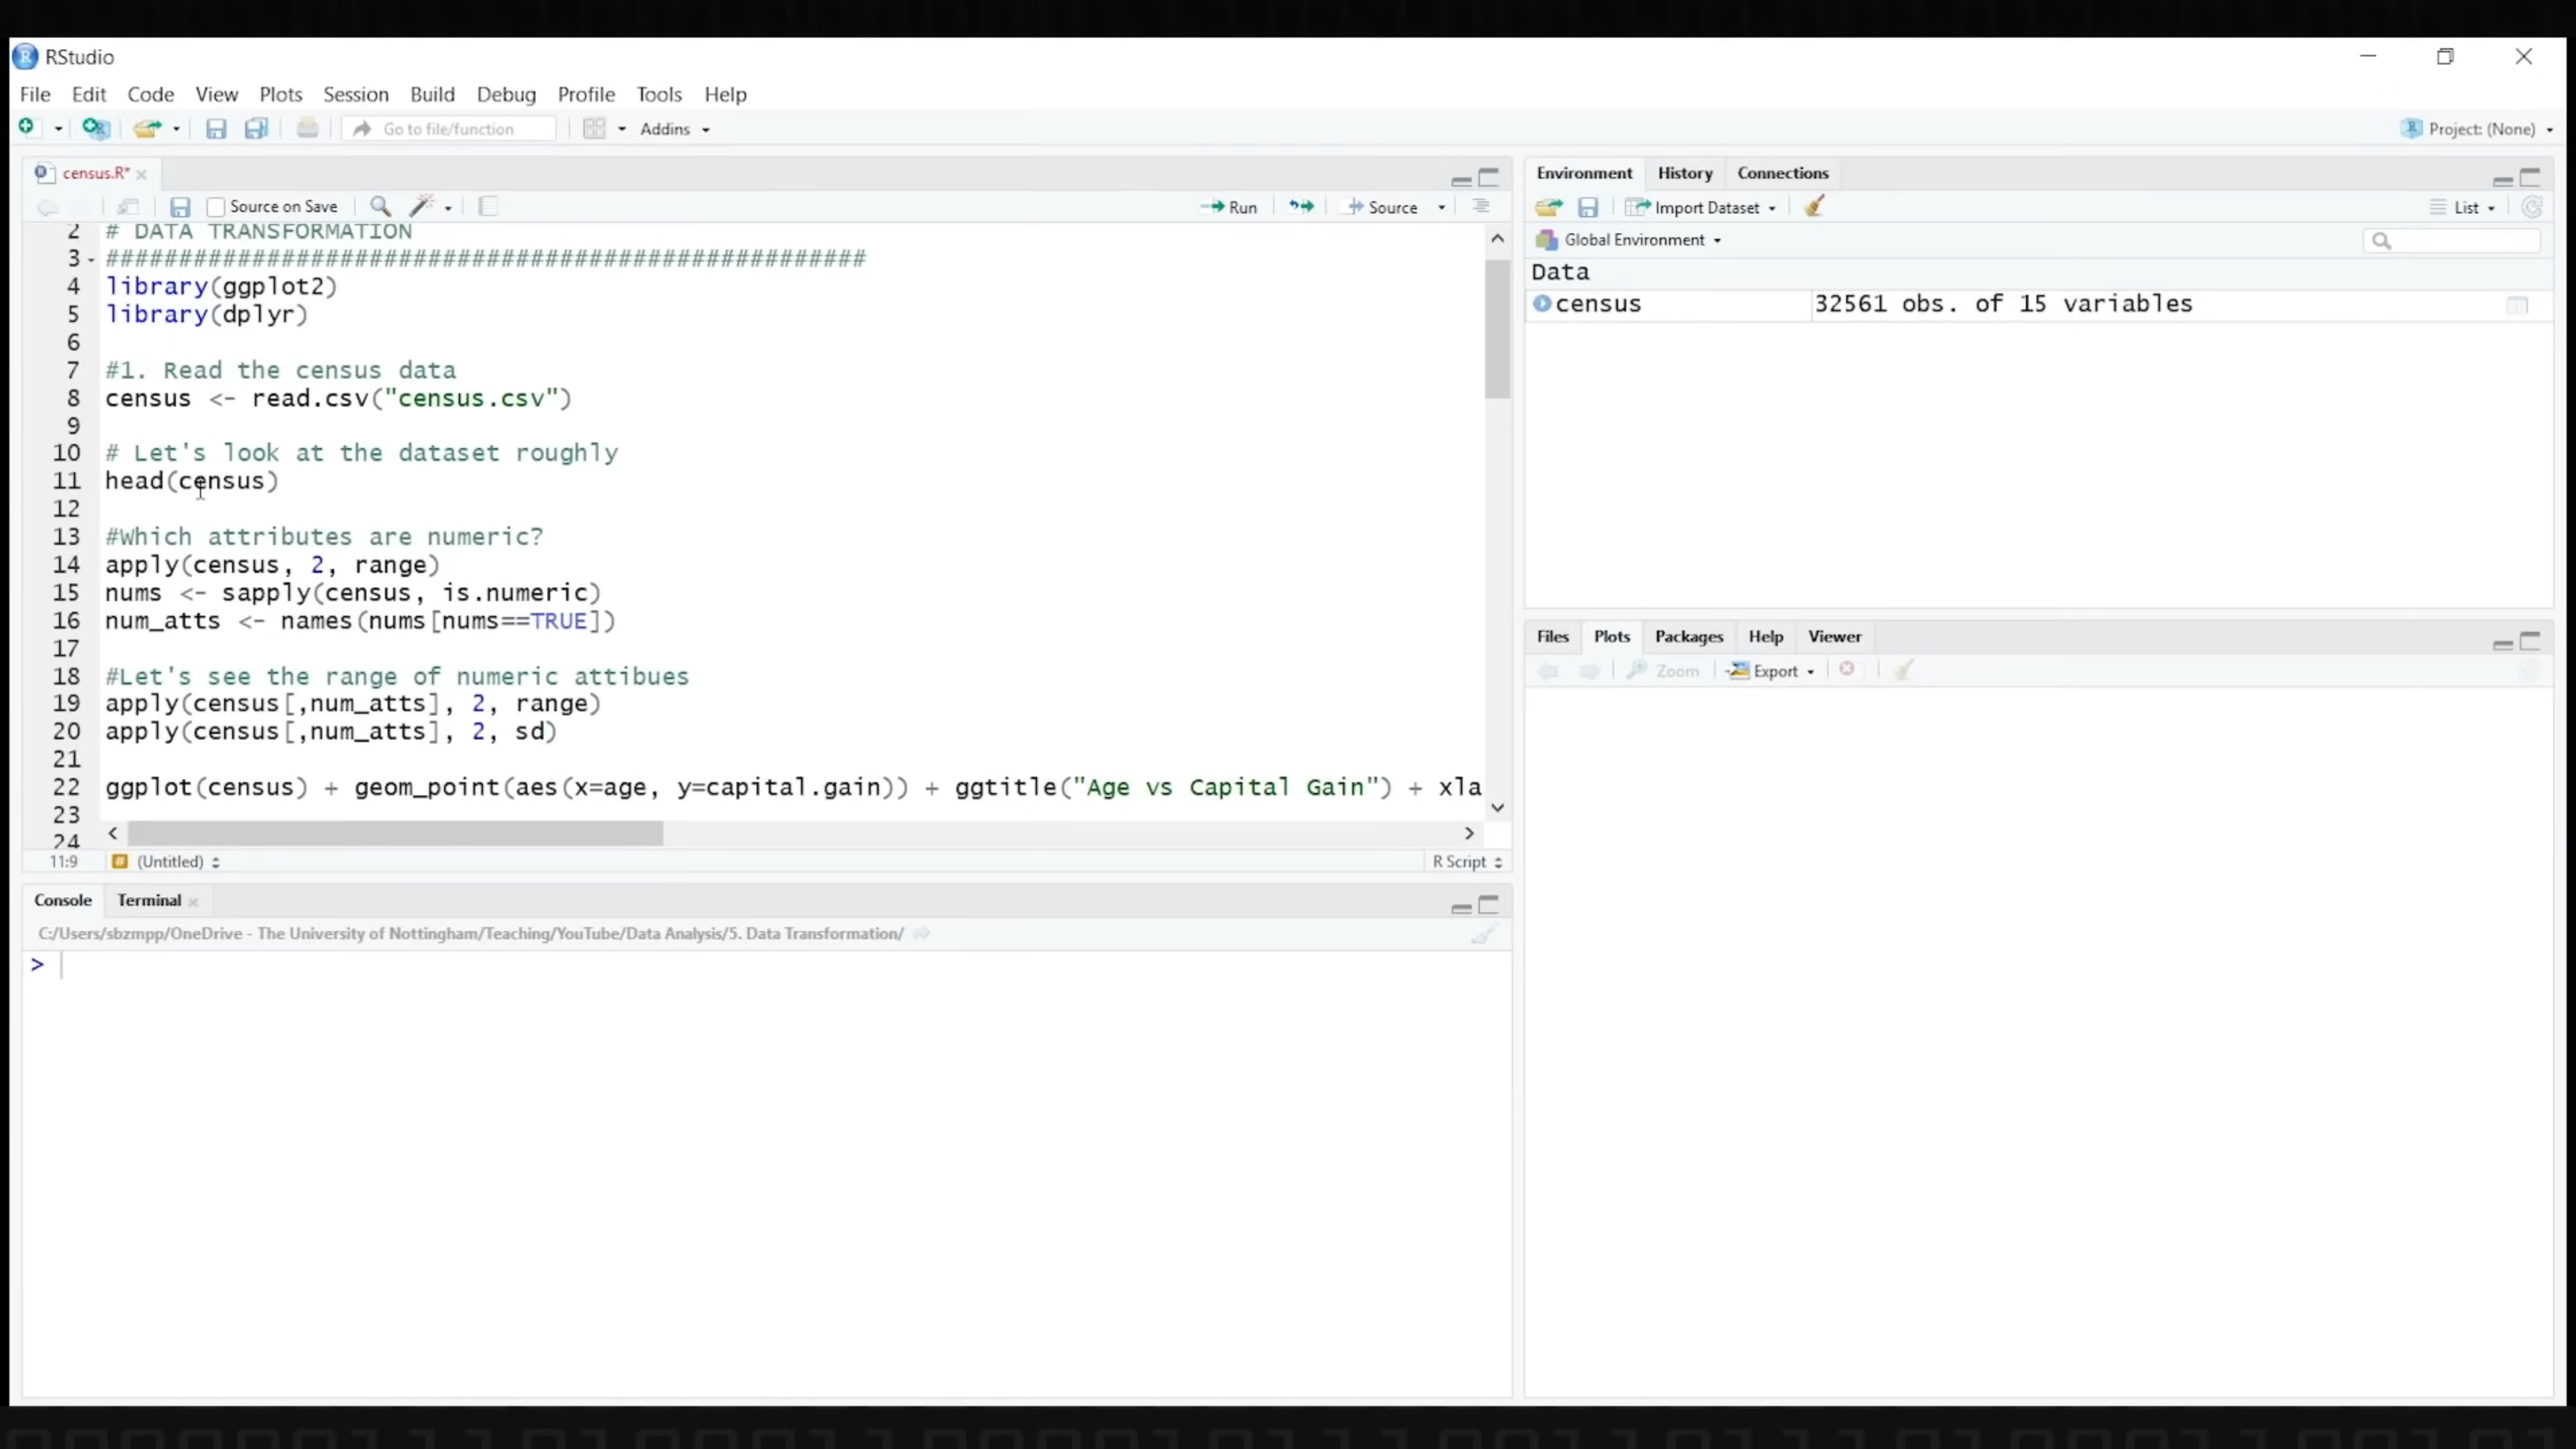 RStudio
File Edit Code View Plots Session Build Debug Profile Tools Help
Go to file/function Addins Project: (None)
census.R*
Source on Save Run Source
2 # DATA TRANSFORMATION
3 ####################################################
4 library(ggplot2)
5 library(dplyr)
6
7 #1. Read the census data
8 census <- read.csv("census.csv")
9
10 # Let's look at the dataset roughly
11 head(census)
12
13 #Which attributes are numeric?
14 apply(census, 2, range)
15 nums <- sapply(census, is.numeric)
16 num_atts <- names(nums[nums==TRUE])
17
18 #Let's see the range of numeric attibues
19 apply(census[,num_atts], 2, range)
20 apply(census[,num_atts], 2, sd)
21
22 ggplot(census) + geom_point(aes(x=age, y=capital.gain)) + ggtitle("Age vs Capital Gain") + xla
23
24
11:9 (Untitled) R Script
Console Terminal
C:/Users/sbzmpp/OneDrive - The University of Nottingham/Teaching/YouTube/Data Analysis/5. Data Transformation/
>
Environment History Connections
Import Dataset List
Global Environment
Data
census 32561 obs. of 15 variables
Files Plots Packages Help Viewer
Zoom Export